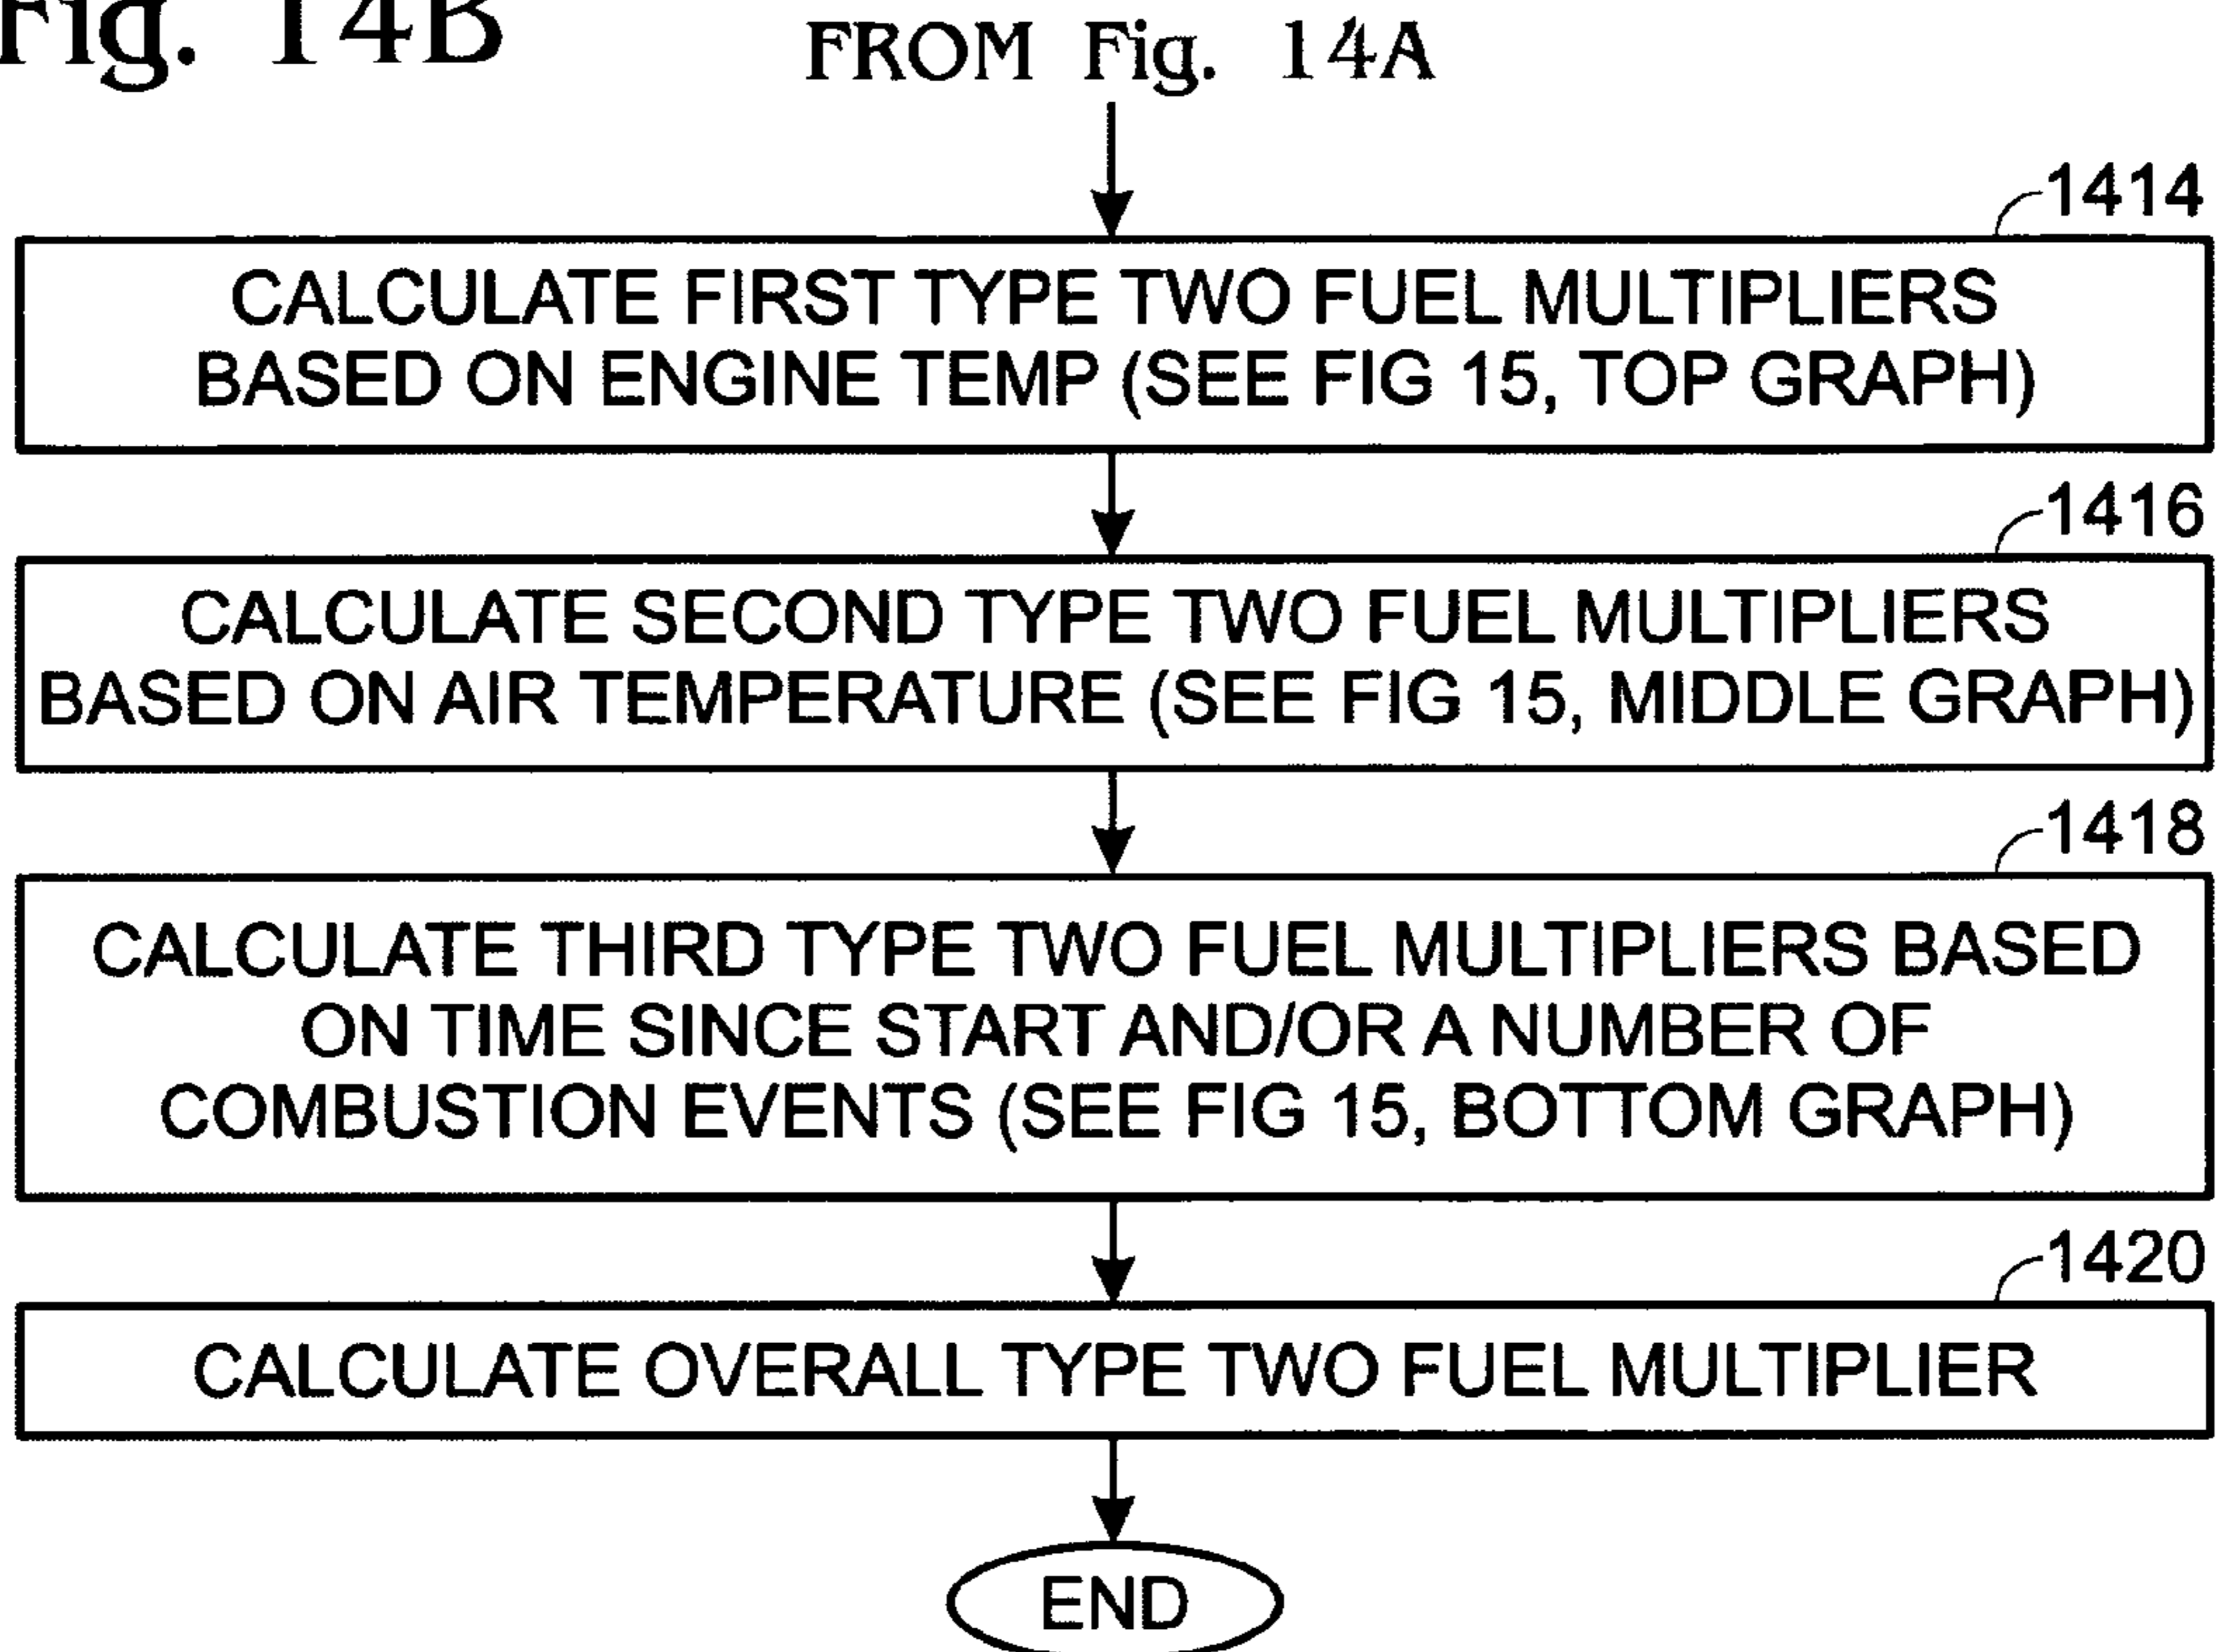 Fig. 14B
FROM Fig. 14A
1414
CALCULATE FIRST TYPE TWO FUEL MULTIPLIERS
BASED ON ENGINE TEMP (SEE FIG 15, TOP GRAPH)
1416
CALCULATE SECOND TYPE TWO FUEL MULTIPLIERS
BASED ON AIR TEMPERATURE (SEE FIG 15, MIDDLE GRAPH)
1418
CALCULATE THIRD TYPE TWO FUEL MULTIPLIERS BASED
ON TIME SINCE START AND/OR A NUMBER OF
COMBUSTION EVENTS (SEE FIG 15, BOTTOM GRAPH)
1420
CALCULATE OVERALL TYPE TWO FUEL MULTIPLIER
END